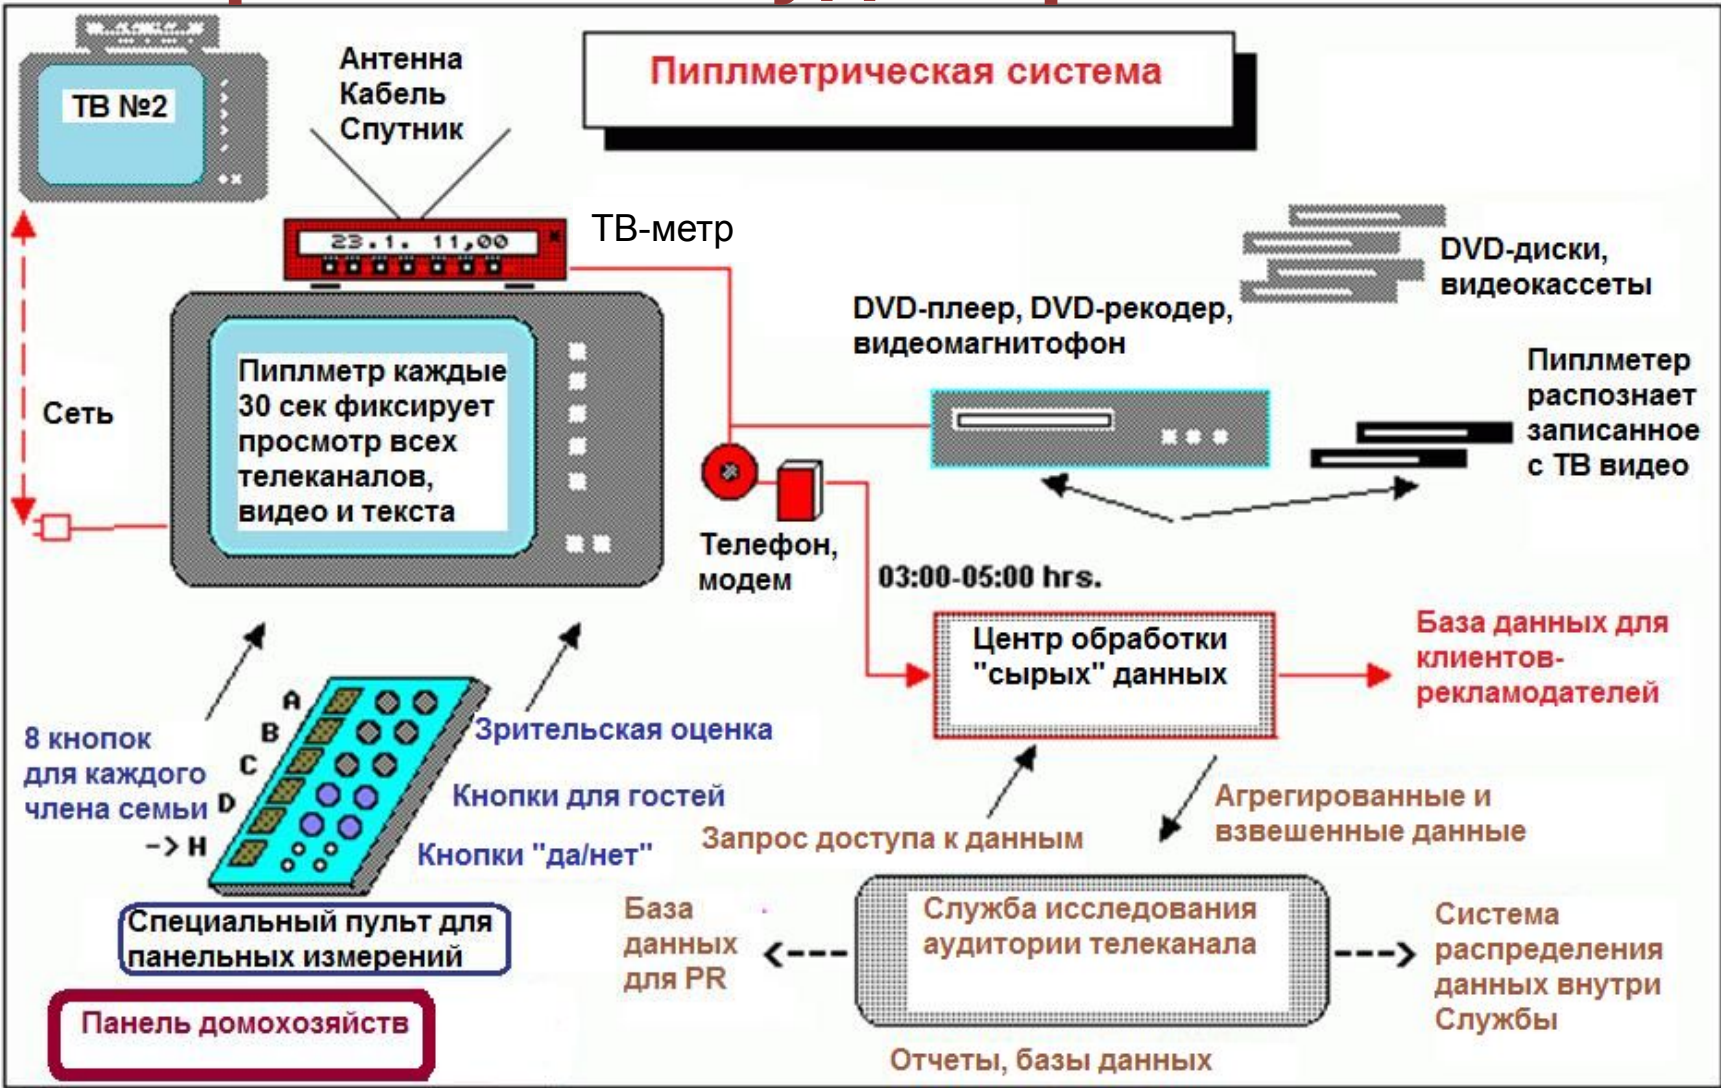 Пиплметрическая система
ТВ №2
Антенна
Кабель
Спутник
23.1. 11,00
ТВ-метр
DVD-диски,
видеокассеты
DVD-плеер, DVD-рекодер,
видеомагнитофон
Пиплметер
распознает
записанное
с ТВ видео
Сеть
Пиплметр каждые
30 сек фиксирует
просмотр всех
телеканалов,
видео и текста
Телефон,
модем
03:00-05:00 hrs.
Центр обработки
"сырых" данных
База данных для
клиентов-
рекламодателей
8 кнопок
для каждого
члена семьи
A
B
C
D
-> H
Зрительская оценка
Кнопки для гостей
Кнопки "да/нет"
Запрос доступа к данным
Агрегированные и
взвешенные данные
Специальный пульт для
панельных измерений
Панель домохозяйств
База
данных
для PR
Служба исследования
аудитории телеканала
Система
распределения
данных внутри
Службы
Отчеты, базы данных